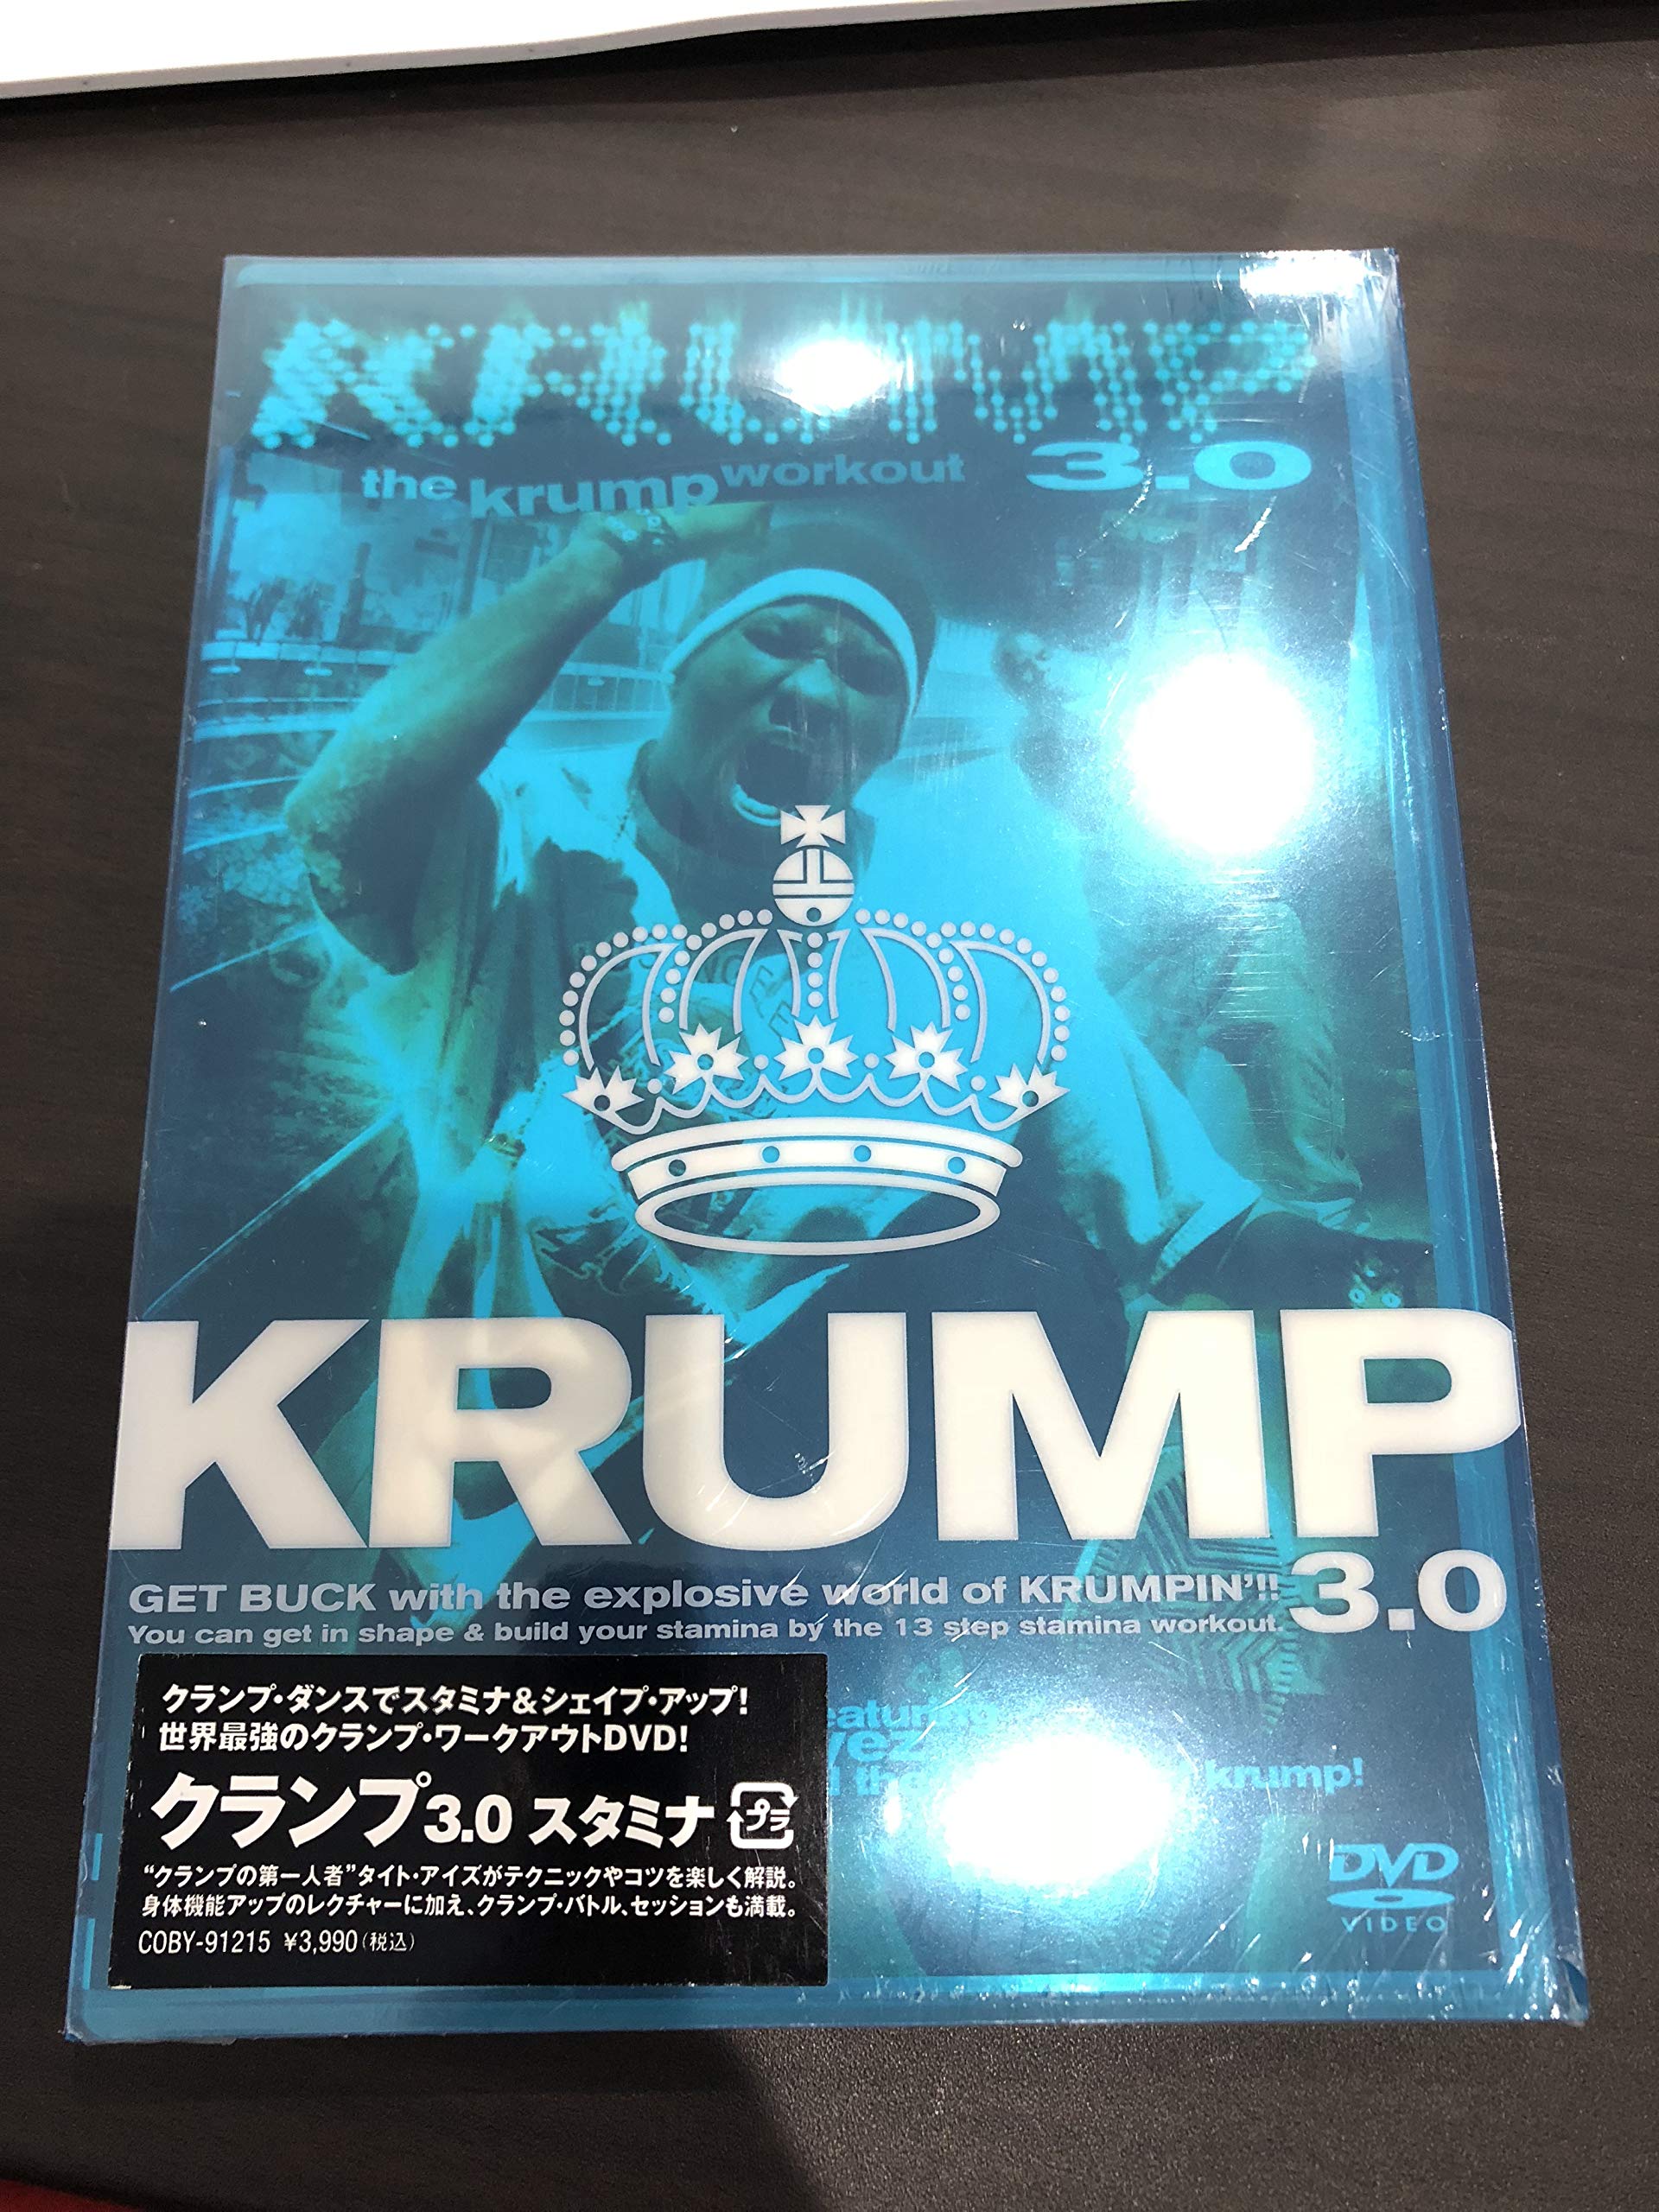 KRUMP
the krump workout 3.0
KRUMP
3.0
GET BUCK with the explosive world of KRUMPIN'!!
You can get in shape & build your stamina by the 13 step stamina workout.
クランプ・ダンスでスタミナ&シェイプ・アップ!
世界最強のクランプ・ワークアウトDVD!
クランプ3.0 スタミナ
プラ
“クランプの第一人者”タイト・アイズがテクニックやコツを楽しく解説。
身体機能アップのレクチャーに加え、クランプ・バトル、セッションも満載。
COBY-91215 ¥3,990(税込)
krump!
DVD
VIDEO